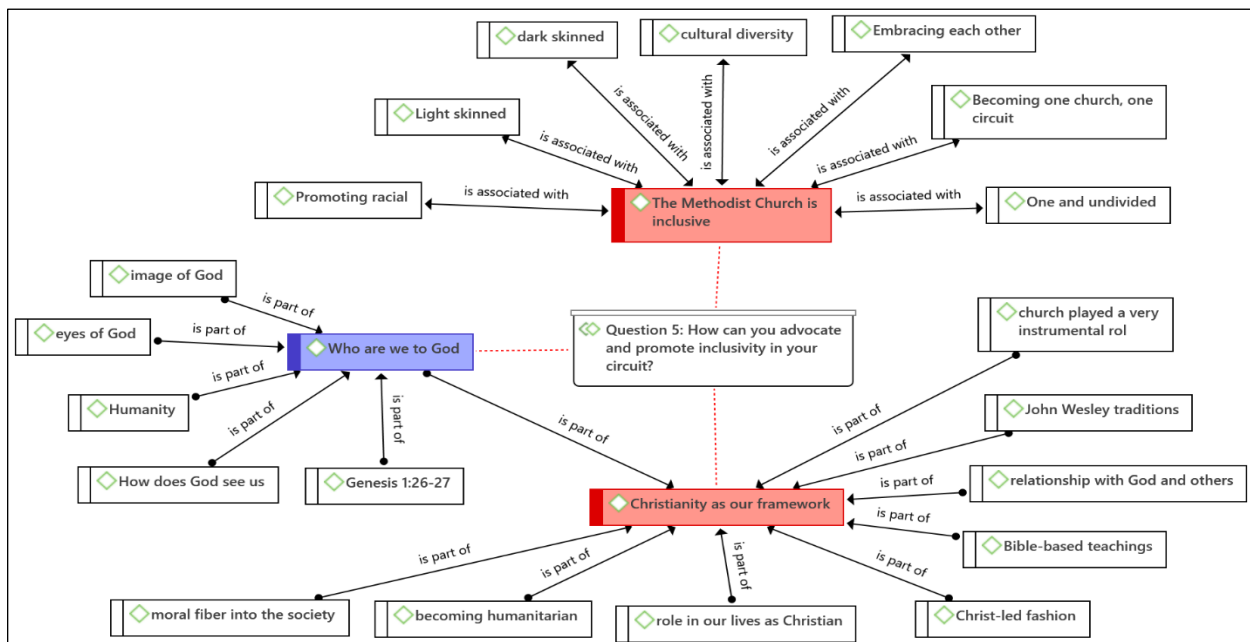 dark skinned
cultural diversity
Embracing each other
Light skinned
Becoming one church, one
circuit
is associated with
is associated with
is associated with
is associated with
is associated with
Promoting racial
is associated with
The Methodist Church is
inclusive
is associated with
One and undivided
image of God
is part of
eyes of God
is part of
Who are we to God
Question 5: How can you advocate
and promote inclusivity in your
circuit?
church played a very
instrumental rol
is part of
Humanity
is part of
is part of
is part of
is part of
John Wesley traditions
is part of
How does God see us
Genesis 1:26-27
is part of
relationship with God and others
Christianity as our framework
is part of
Bible-based teachings
is part of
is part of
is part of
is part of
moral fiber into the society
becoming humanitarian
role in our lives as Christian
Christ-led fashion